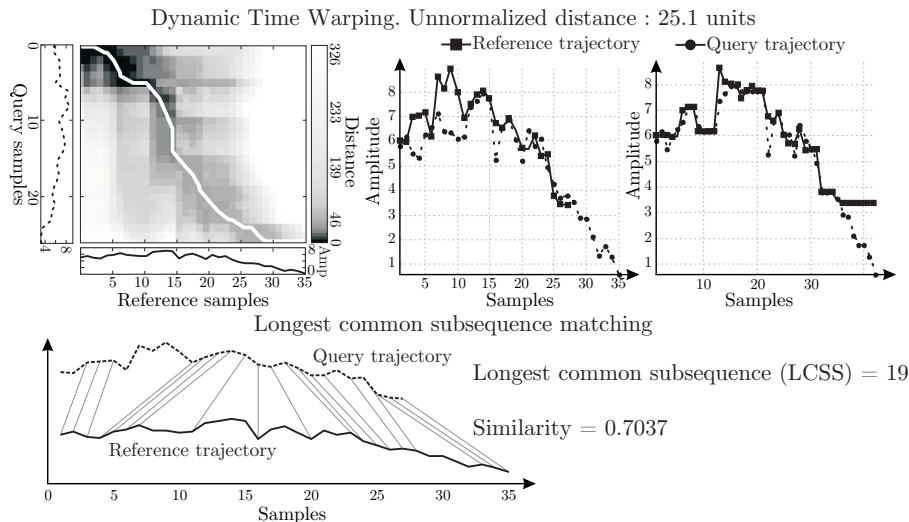 Dynamic Time Warping. Unnormalized distance : 25.1 units
0
10
20
Query samples
4 8
326
233
139
46
0
Distance
8
0
Amp
5 10 15 20 25 30 35
Reference samples
Reference trajectory
Query trajectory
8
7
6
5
4
3
2
1
Amplitude
5 10 15 20 25 30 35
Samples
8
7
6
5
4
3
2
1
Amplitude
10 20 30
Samples
Longest common subsequence matching
Query trajectory
Reference trajectory
0 5 10 15 20 25 30 35
Samples
Longest common subsequence (LCSS) = 19
Similarity = 0.7037